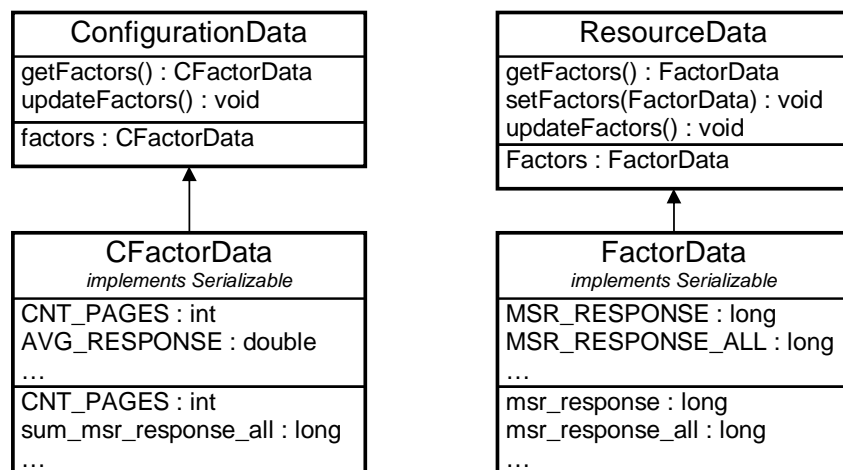 ConfigurationData
getFactors() : CFactorData
updateFactors() : void
factors : CFactorData
ResourceData
getFactors() : FactorData
setFactors(FactorData) : void
updateFactors() : void
Factors : FactorData
CFactorData
implements Serializable
CNT_PAGES : int
AVG_RESPONSE : double
…
CNT_PAGES : int
sum_msr_response_all : long
…
FactorData
implements Serializable
MSR_RESPONSE : long
MSR_RESPONSE_ALL : long
…
msr_response : long
msr_response_all : long
…